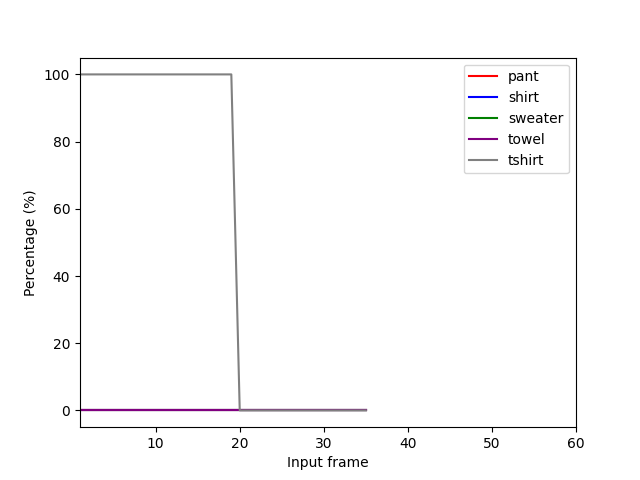 pant
shirt
sweater
towel
tshirt
Percentage (%)
100
80
60
40
20
0
10 20 30 40 50 60
Input frame